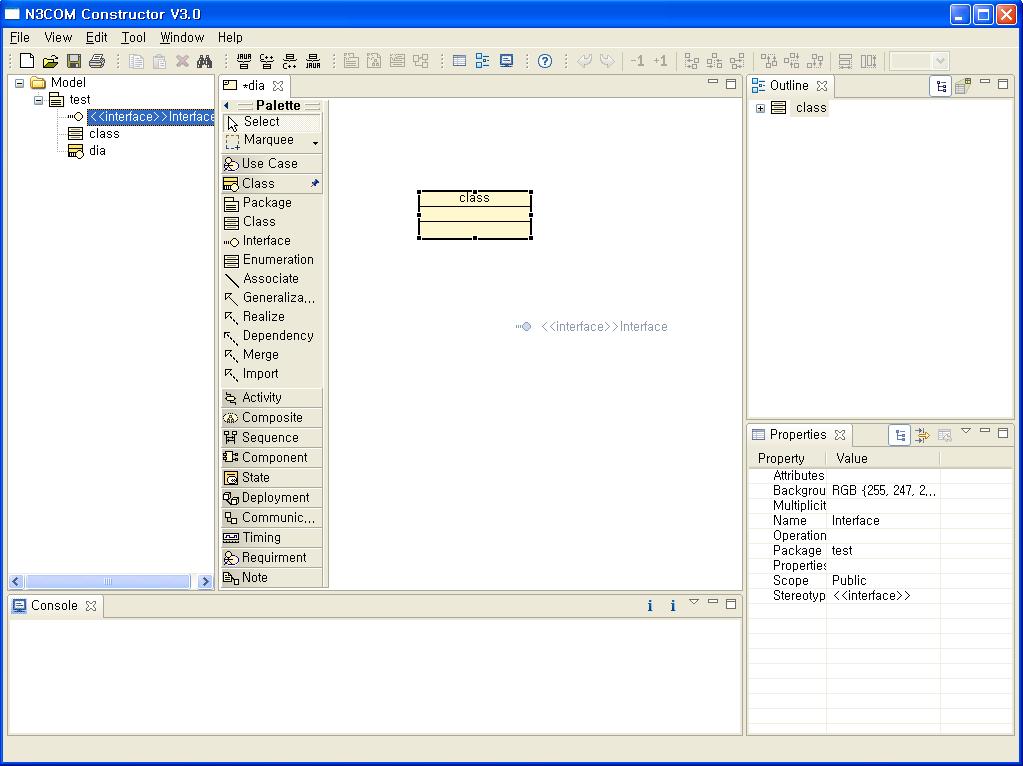 N3COM Constructor V3.0
File View Edit Tool Window Help
-1 +1
Model
test
<<interface>>Interface
class
dia
*dia
Palette
Select
Marquee
Use Case
Class
Package
Class
Interface
Enumeration
Associate
Generaliza...
Realize
Dependency
Merge
Import
Activity
Composite
Sequence
Component
State
Deployment
Communic...
Timing
Requirment
Note
class
<<interface>>Interface
Outline
class
Properties
Property Value
Attributes
Backgrou RGB {255, 247, 2...
Multiplicit
Name Interface
Operation
Package test
Properties
Scope Public
Stereotyp <<interface>>
Console